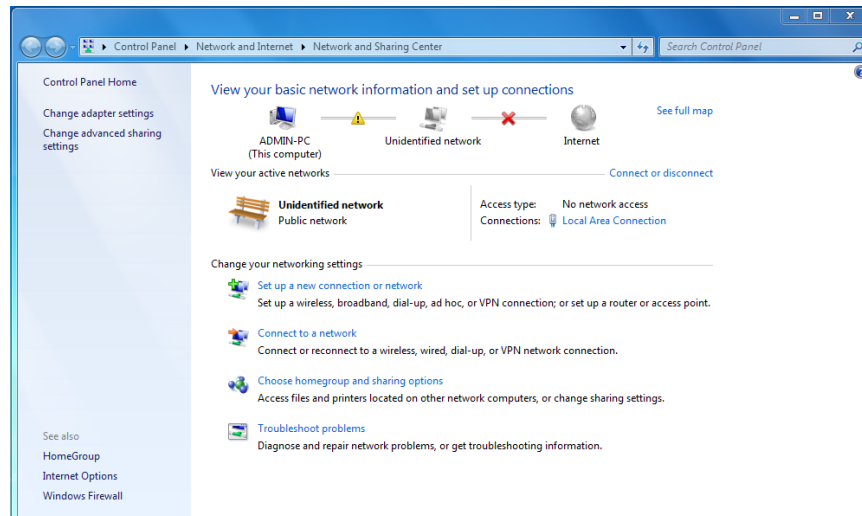 Control Panel ▸ Network and Internet ▸ Network and Sharing Center
Search Control Panel
Control Panel Home
Change adapter settings
Change advanced sharing
settings
View your basic network information and set up connections
See full map
ADMIN-PC
(This computer)
Unidentified network
Internet
View your active networks
Connect or disconnect
Unidentified network
Public network
Access type: No network access
Connections: Local Area Connection
Change your networking settings
Set up a new connection or network
Set up a wireless, broadband, dial-up, ad hoc, or VPN connection; or set up a router or access point.
Connect to a network
Connect or reconnect to a wireless, wired, dial-up, or VPN network connection.
Choose homegroup and sharing options
Access files and printers located on other network computers, or change sharing settings.
Troubleshoot problems
Diagnose and repair network problems, or get troubleshooting information.
See also
HomeGroup
Internet Options
Windows Firewall